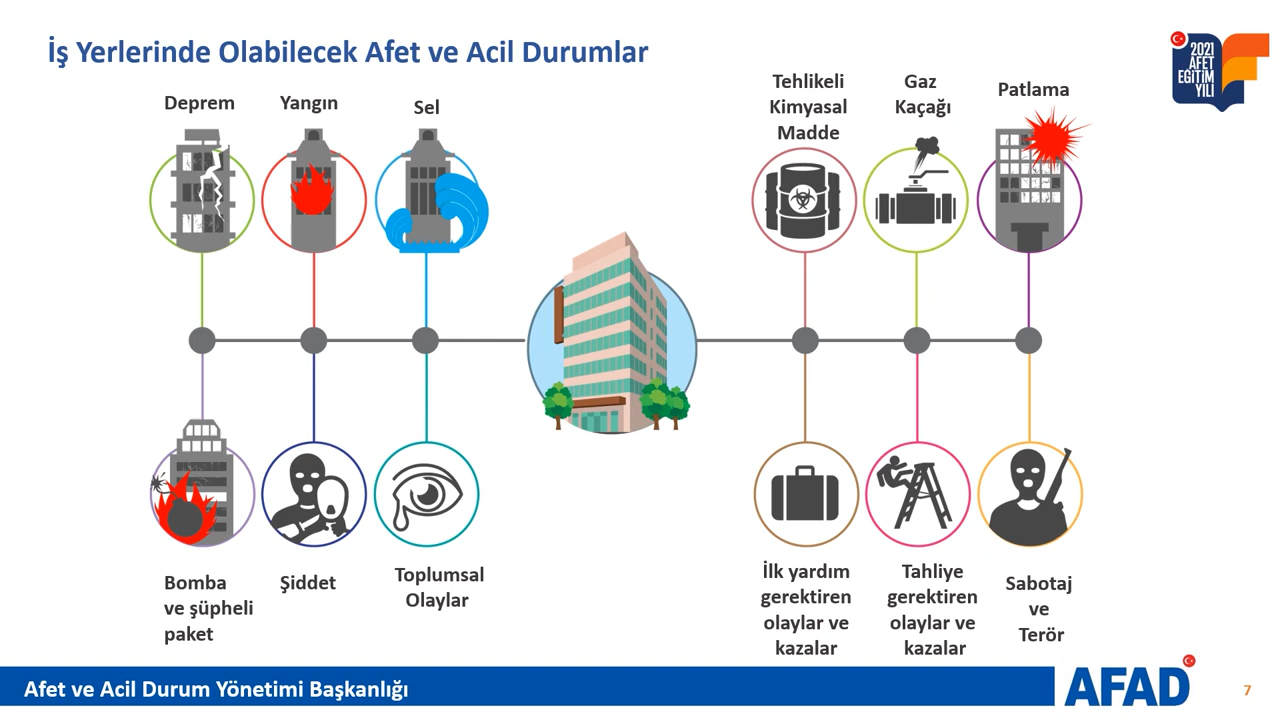 İş Yerlerinde Olabilecek Afet ve Acil Durumlar
2021
AFET
EĞİTİM
YILI
Deprem
Yangın
Sel
Tehlikeli
Kimyasal
Madde
Gaz
Kaçağı
Patlama
Bomba
ve şüpheli
paket
Şiddet
Toplumsal
Olaylar
İlk yardım
gerektiren
olaylar ve
kazalar
Tahliye
gerektiren
olaylar ve
kazalar
Sabotaj
ve
Terör
Afet ve Acil Durum Yönetimi Başkanlığı
AFAD
7